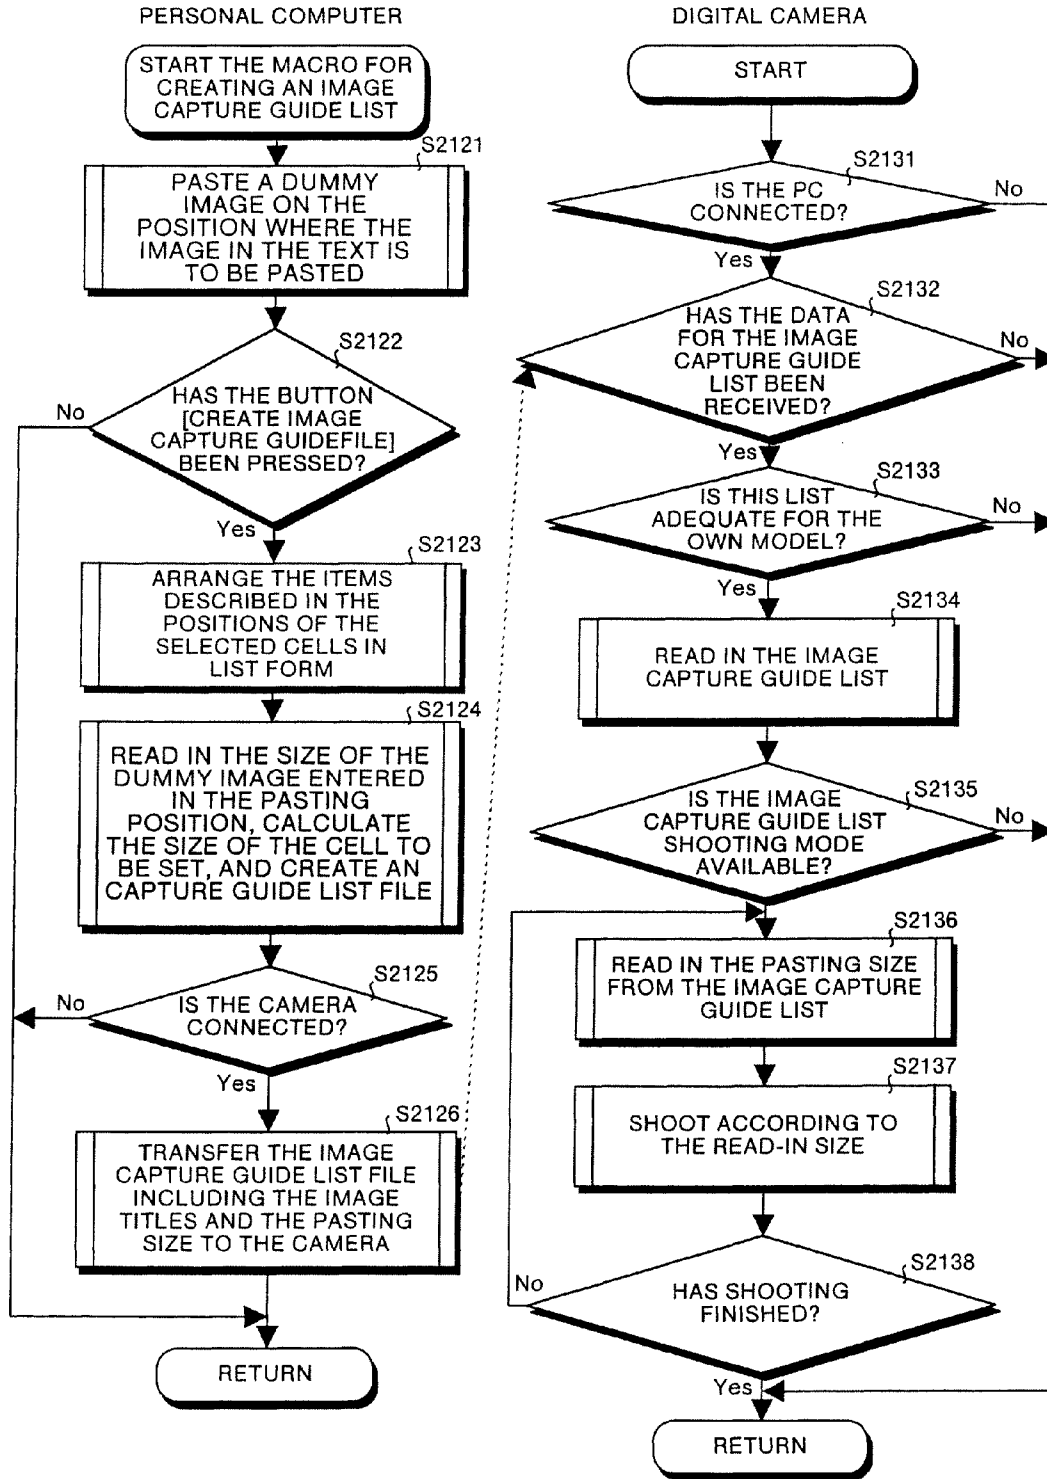 PERSONAL COMPUTER
START THE MACRO FOR
CREATING AN IMAGE
CAPTURE GUIDE LIST
S2121
PASTE A DUMMY
IMAGE ON THE
POSITION WHERE THE
IMAGE IN THE TEXT IS
TO BE PASTED
S2122
HAS THE BUTTON
[CREATE IMAGE
CAPTURE GUIDEFILE]
BEEN PRESSED?
No
Yes
S2123
ARRANGE THE ITEMS
DESCRIBED IN THE
POSITIONS OF THE
SELECTED CELLS IN
LIST FORM
S2124
READ IN THE SIZE OF THE
DUMMY IMAGE ENTERED
IN THE PASTING
POSITION, CALCULATE
THE SIZE OF THE CELL TO
BE SET, AND CREATE AN
CAPTURE GUIDE LIST FILE
S2125
No
IS THE CAMERA
CONNECTED?
Yes
S2126
TRANSFER THE IMAGE
CAPTURE GUIDE LIST FILE
INCLUDING THE IMAGE
TITLES AND THE PASTING
SIZE TO THE CAMERA
RETURN
DIGITAL CAMERA
START
S2131
IS THE PC
CONNECTED?
No
Yes
S2132
HAS THE DATA
FOR THE IMAGE
CAPTURE GUIDE
LIST BEEN
RECEIVED?
No
Yes
S2133
IS THIS LIST
ADEQUATE FOR THE
OWN MODEL?
No
Yes
S2134
READ IN THE IMAGE
CAPTURE GUIDE LIST
S2135
IS THE IMAGE
CAPTURE GUIDE LIST
SHOOTING MODE
AVAILABLE?
No
S2136
READ IN THE PASTING SIZE
FROM THE IMAGE CAPTURE
GUIDE LIST
S2137
SHOOT ACCORDING TO
THE READ-IN SIZE
S2138
No
HAS SHOOTING
FINISHED?
Yes
RETURN